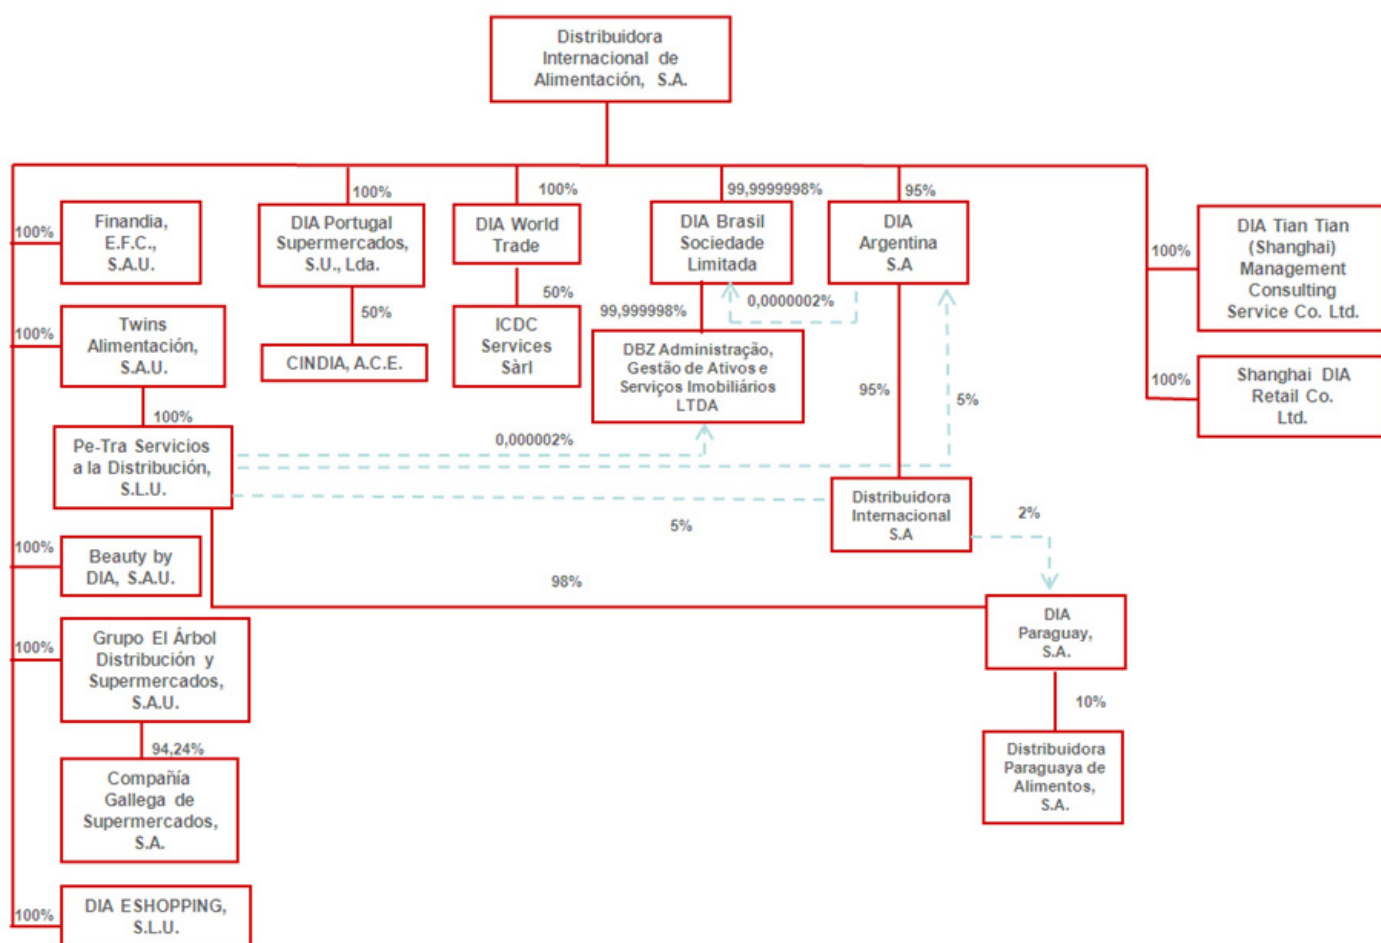 Distribuidora
Internacional de
Alimentación, S.A.
100%
Finandia,
E.F.C.,
S.A.U.
100%
DIA Portugal
Supermercados,
S.U., Lda.
100%
DIA World
Trade
99,9999998%
DIA Brasil
Sociedade
Limitada
95%
DIA
Argentina
S.A
100%
DIA Tian Tian
(Shanghai)
Management
Consulting
Service Co. Ltd.
0,0000002%
100%
Twins
Alimentación,
S.A.U.
50%
CINDIA, A.C.E.
50%
ICDC
Services
Sàrl
99,999998%
DBZ Administração,
Gestão de Ativos e
Serviços Imobiliários
LTDA
95%
5%
100%
Shanghai DIA
Retail Co.
Ltd.
100%
Pe-Tra Servicios
a la Distribución,
S.L.U.
0,000002%
5%
Distribuidora
Internacional
S.A
2%
100%
Beauty by
DIA, S.A.U.
98%
DIA
Paraguay,
S.A.
100%
Grupo El Árbol
Distribución y
Supermercados,
S.A.U.
10%
Distribuidora
Paraguaya de
Alimentos,
S.A.
94,24%
Compañía
Gallega de
Supermercados,
S.A.
100%
DIA ESHOPPING,
S.L.U.